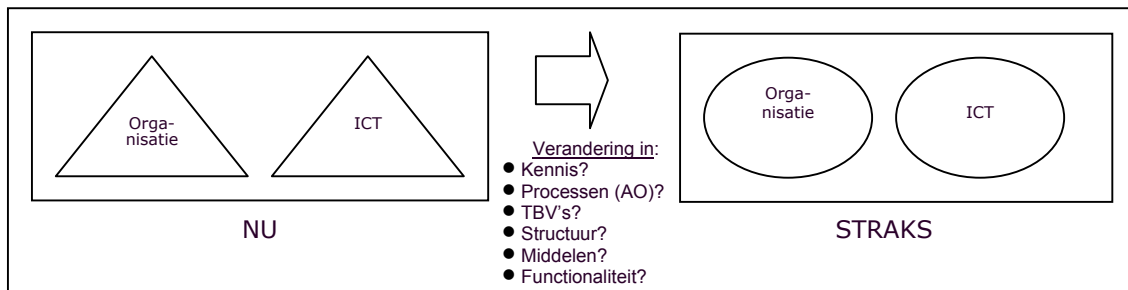 Orga-
nisatie
ICT
NU
Verandering in:
● Kennis?
● Processen (AO)?
● TBV's?
● Structuur?
● Middelen?
● Functionaliteit?
Orga-
nisatie
ICT
STRAKS